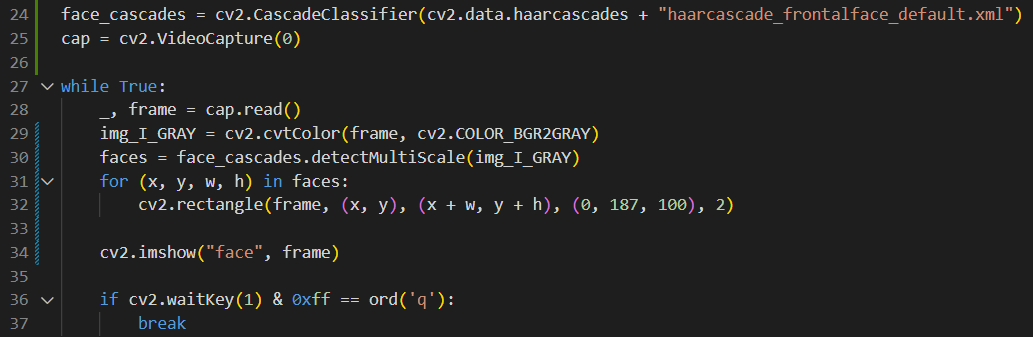 24 face_cascades = cv2.CascadeClassifier(cv2.data.haarcascades + "haarcascade_frontalface_default.xml")
25 cap = cv2.VideoCapture(0)
26
27 while True:
28     _, frame = cap.read()
29     img_I_GRAY = cv2.cvtColor(frame, cv2.COLOR_BGR2GRAY)
30     faces = face_cascades.detectMultiScale(img_I_GRAY)
31     for (x, y, w, h) in faces:
32         cv2.rectangle(frame, (x, y), (x + w, y + h), (0, 187, 100), 2)
33
34     cv2.imshow("face", frame)
35
36     if cv2.waitKey(1) & 0xff == ord('q'):
37         break